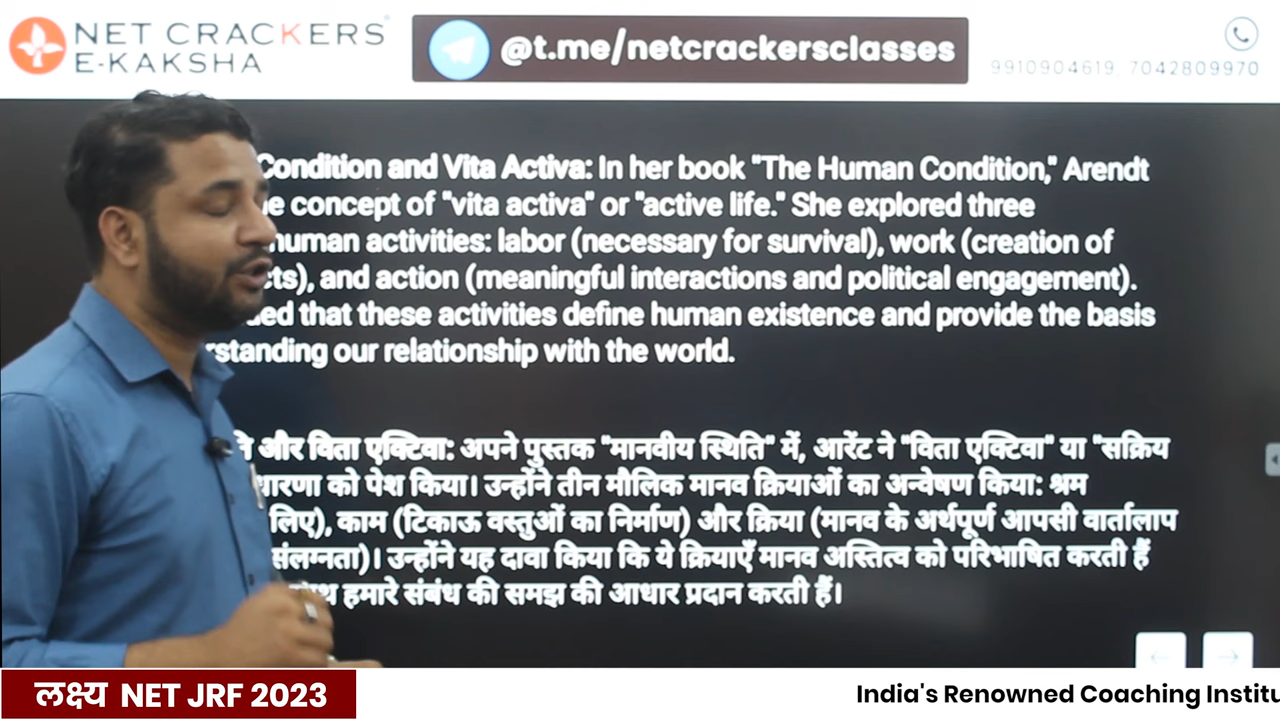 NET CRACKERS
E-KAKSHA
@t.me/netcrackersclasses
9910904619, 7042809970
Condition and Vita Activa: In her book "The Human Condition," Arendt
concept of "vita activa" or "active life." She explored three
human activities: labor (necessary for survival), work (creation of
and action (meaningful interactions and political engagement).
that these activities define human existence and provide the basis
our relationship with the world.
और विता एक्टिवा: अपने पुस्तक "मानवीय स्थिति" में, आरेंट ने "विता एक्टिवा" या "सक्रिय
को पेश किया। उन्होंने तीन मौलिक मानव क्रियाओं का अन्वेषण किया: श्रम
लिए), काम (टिकाऊ वस्तुओं का निर्माण) और क्रिया (मानव के अर्थपूर्ण आपसी वार्तालाप
संलग्नता)। उन्होंने यह दावा किया कि ये क्रियाएँ मानव अस्तित्व को परिभाषित करती हैं
हमारे संबंध की समझ की आधार प्रदान करती हैं।
लक्ष्य NET JRF 2023
India's Renowned Coaching